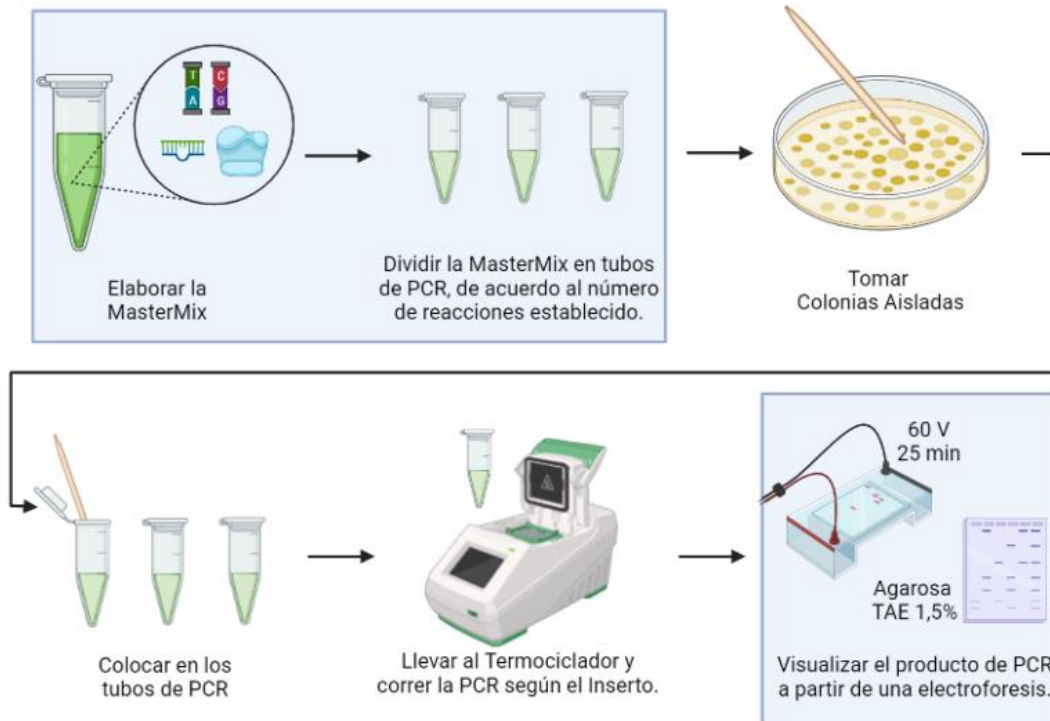 T C
A G
Elaborar la
MasterMix
Dividir la MasterMix en tubos
de PCR, de acuerdo al número
de reacciones establecido.
Tomar
Colonias Aisladas
Colocar en los
tubos de PCR
Llevar al Termociclador y
correr la PCR según el Inserto.
60 V
25 min
Agarosa
TAE 1,5%
Visualizar el producto de PCR
a partir de una electroforesis.